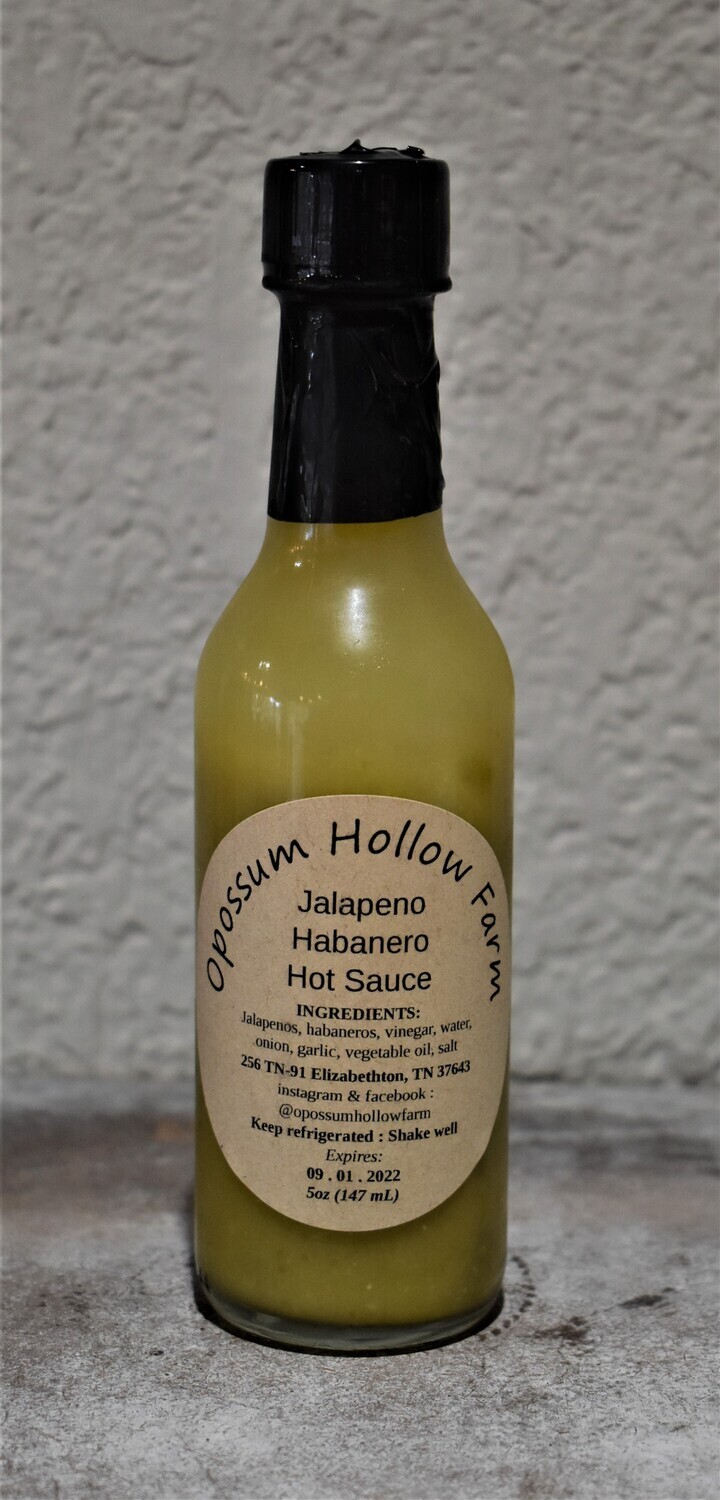 Opossum Hollow Farm
Jalapeno
Habanero
Hot Sauce
INGREDIENTS:
Jalapenos, habaneros, vinegar, water,
onion, garlic, vegetable oil, salt
256 TN-91 Elizabethton, TN 37643
instagram & facebook :
@opossumhollowfarm
Keep refrigerated : Shake well
Expires:
09 . 01 . 2022
5oz (147 mL)